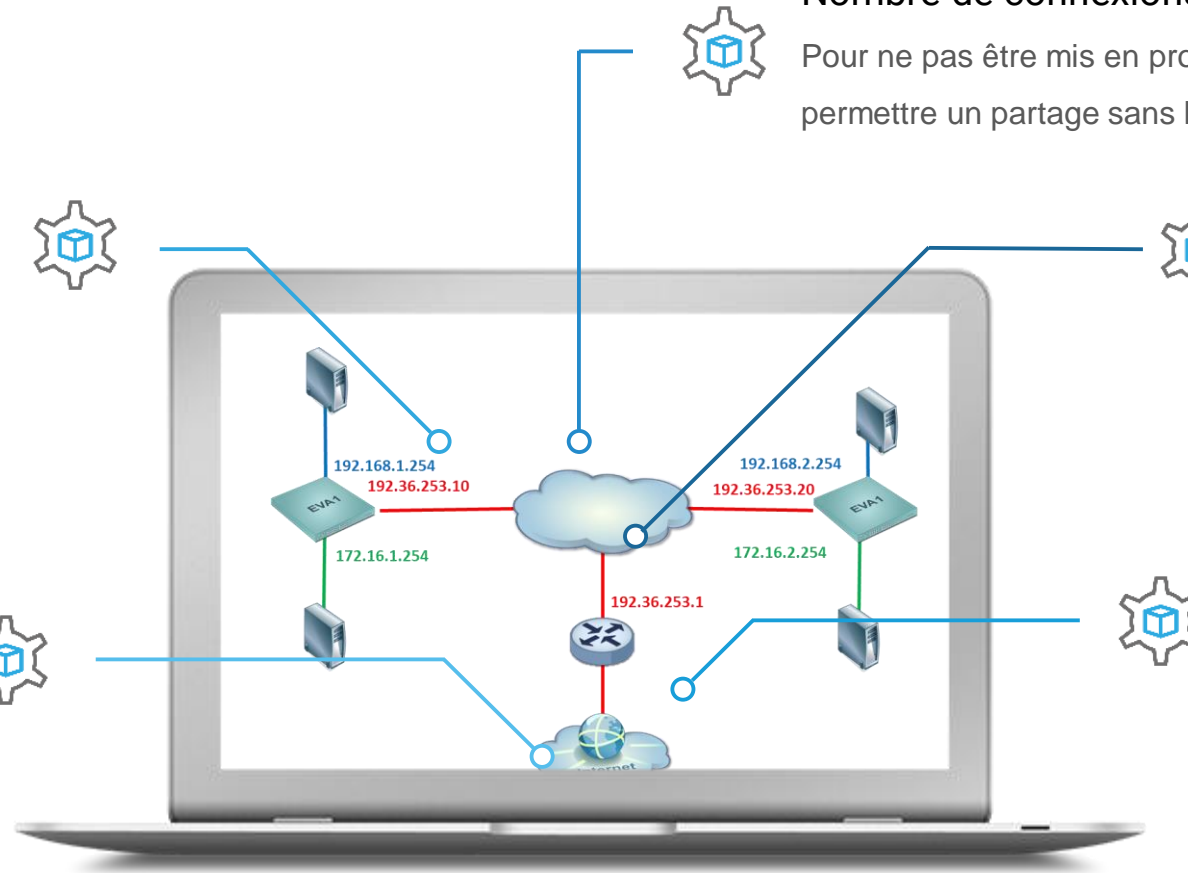 Nombre de
Pour ne pas être mis en
permettre un partage sans
192.168.1.254
192.36.253.10
192.168.2.254
192.36.253.20
EVA1
EVA1
172.16.1.254
172.16.2.254
192.36.253.1